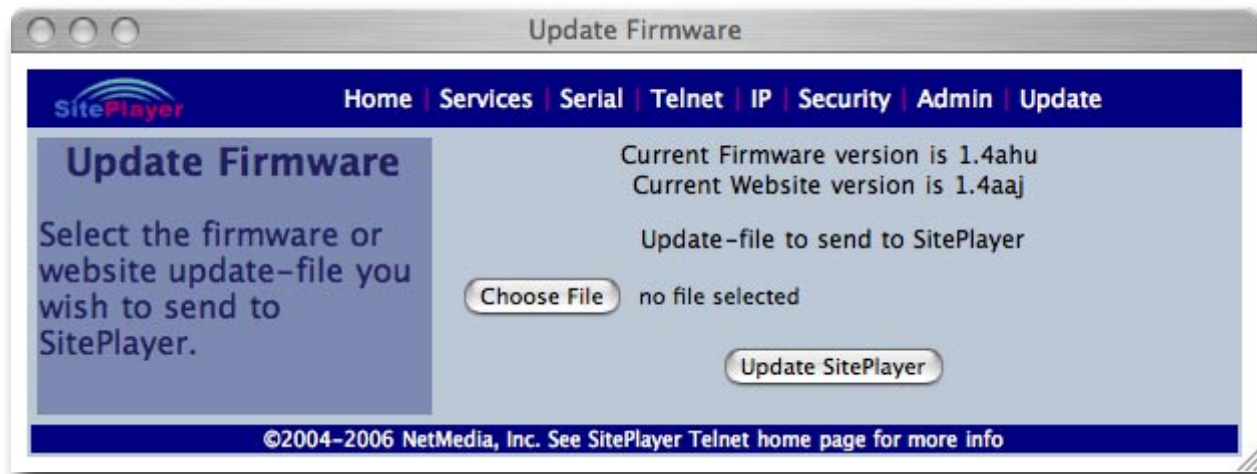 Update Firmware
SitePlayer
Home | Services | Serial | Telnet | IP | Security | Admin | Update
Update Firmware
Select the firmware or
website update-file you
wish to send to
SitePlayer.
Current Firmware version is 1.4ahu
Current Website version is 1.4aaj
Update-file to send to SitePlayer
Choose File no file selected
Update SitePlayer
©2004-2006 NetMedia, Inc. See SitePlayer Telnet home page for more info